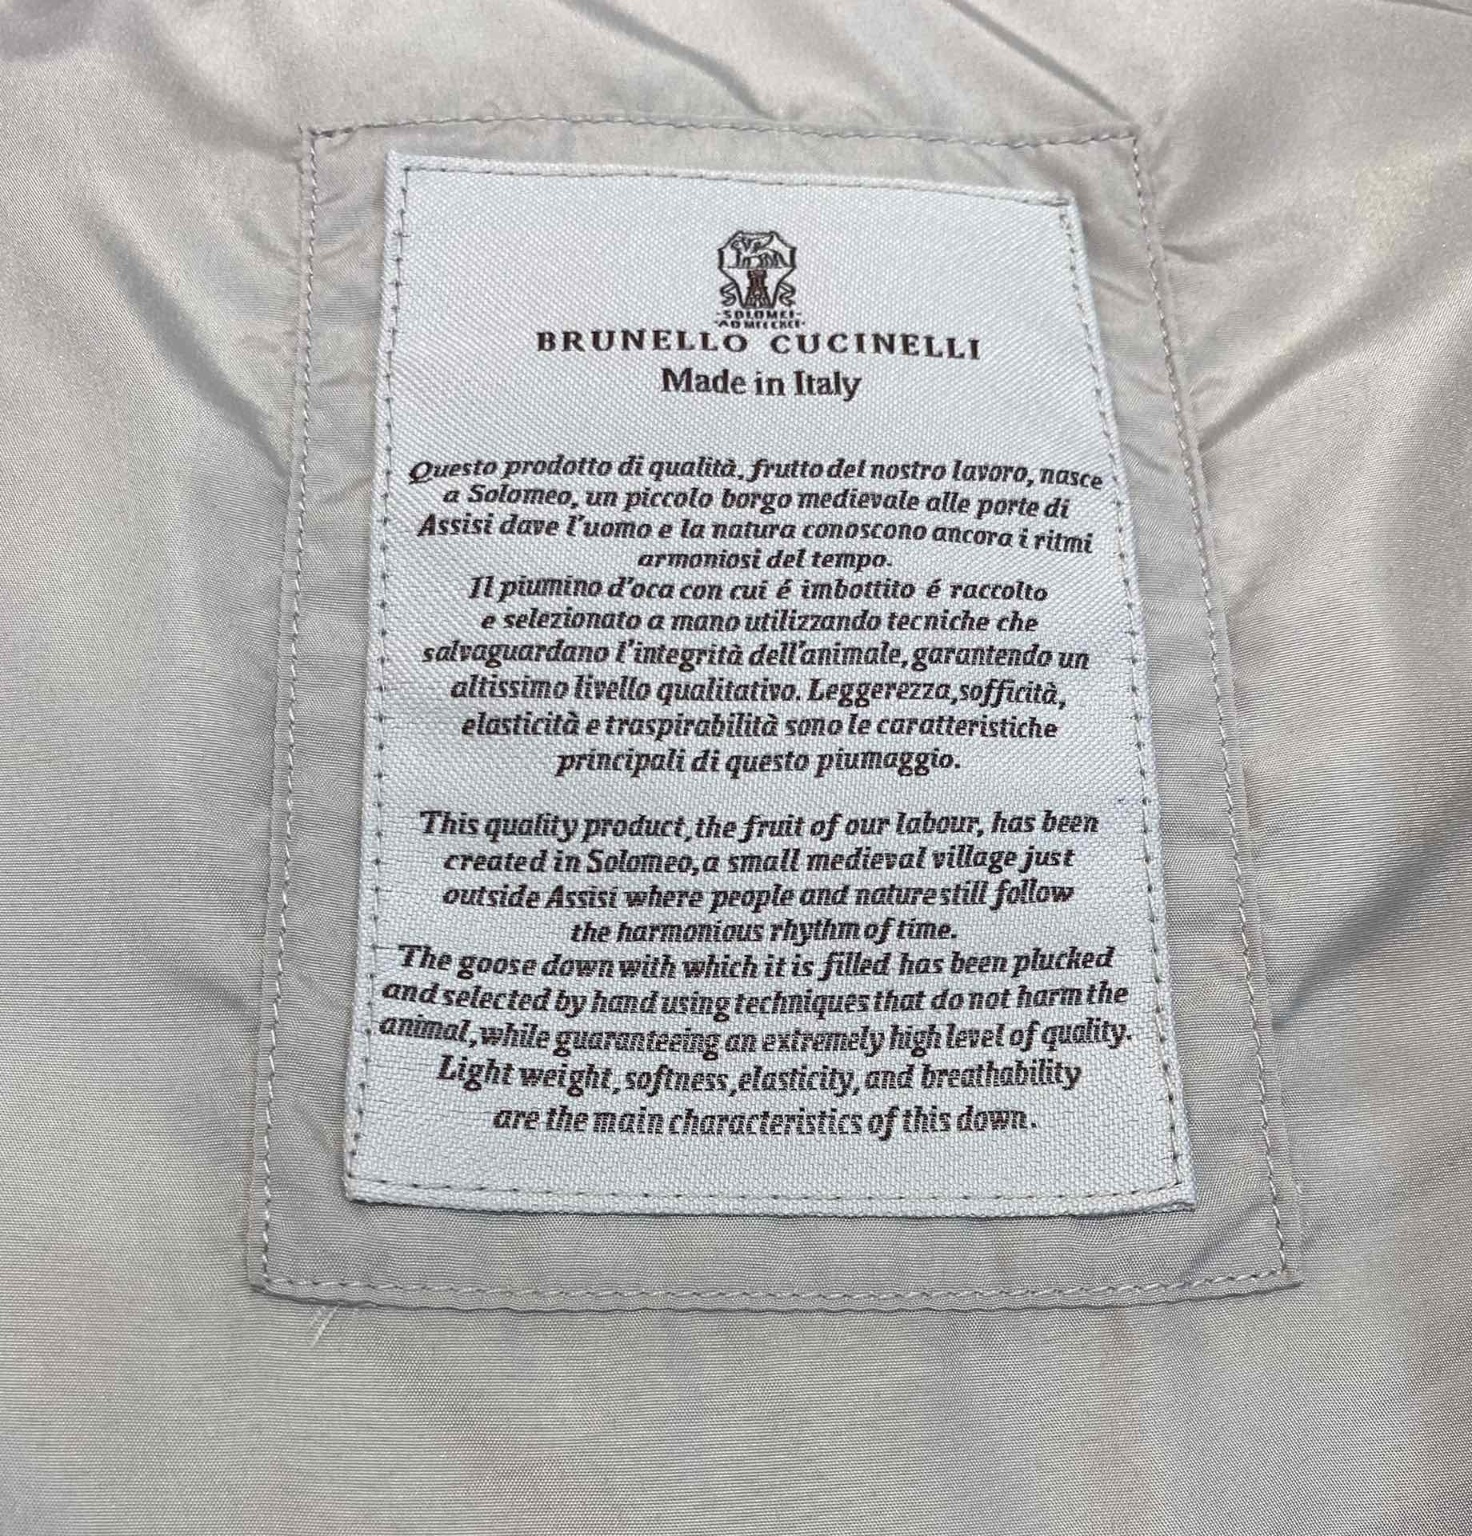 SOLOMEI
BRUNELLO CUCINELLI
Made in Italy
Questo prodotto di qualità, frutto del nostro lavoro, nasce
a Solomeo, un piccolo borgo medievale alle porte di
Assisi dave l'uomo e la natura conoscono ancora i ritmi
armoniosi del tempo.
Il piumino d'oca con cui é imbottito é raccolto
e selezionato a mano utilizzando tecniche che
salvaguardano l'integrità dell'animale, garantendo un
altissimo livello qualitativo. Leggerezza, sofficità,
elasticità e traspirabilità sono le caratteristiche
principali di questo piumaggio.
This quality product, the fruit of our labour, has been
created in Solomeo, a small medieval village just
outside Assisi where people and nature still follow
the harmonious rhythm of time.
The goose down with which it is filled has been plucked
and selected by hand using techniques that do not harm the
animal, while guaranteeing an extremely high level of quality.
Light weight, softness, elasticity, and breathability
are the main characteristics of this down.